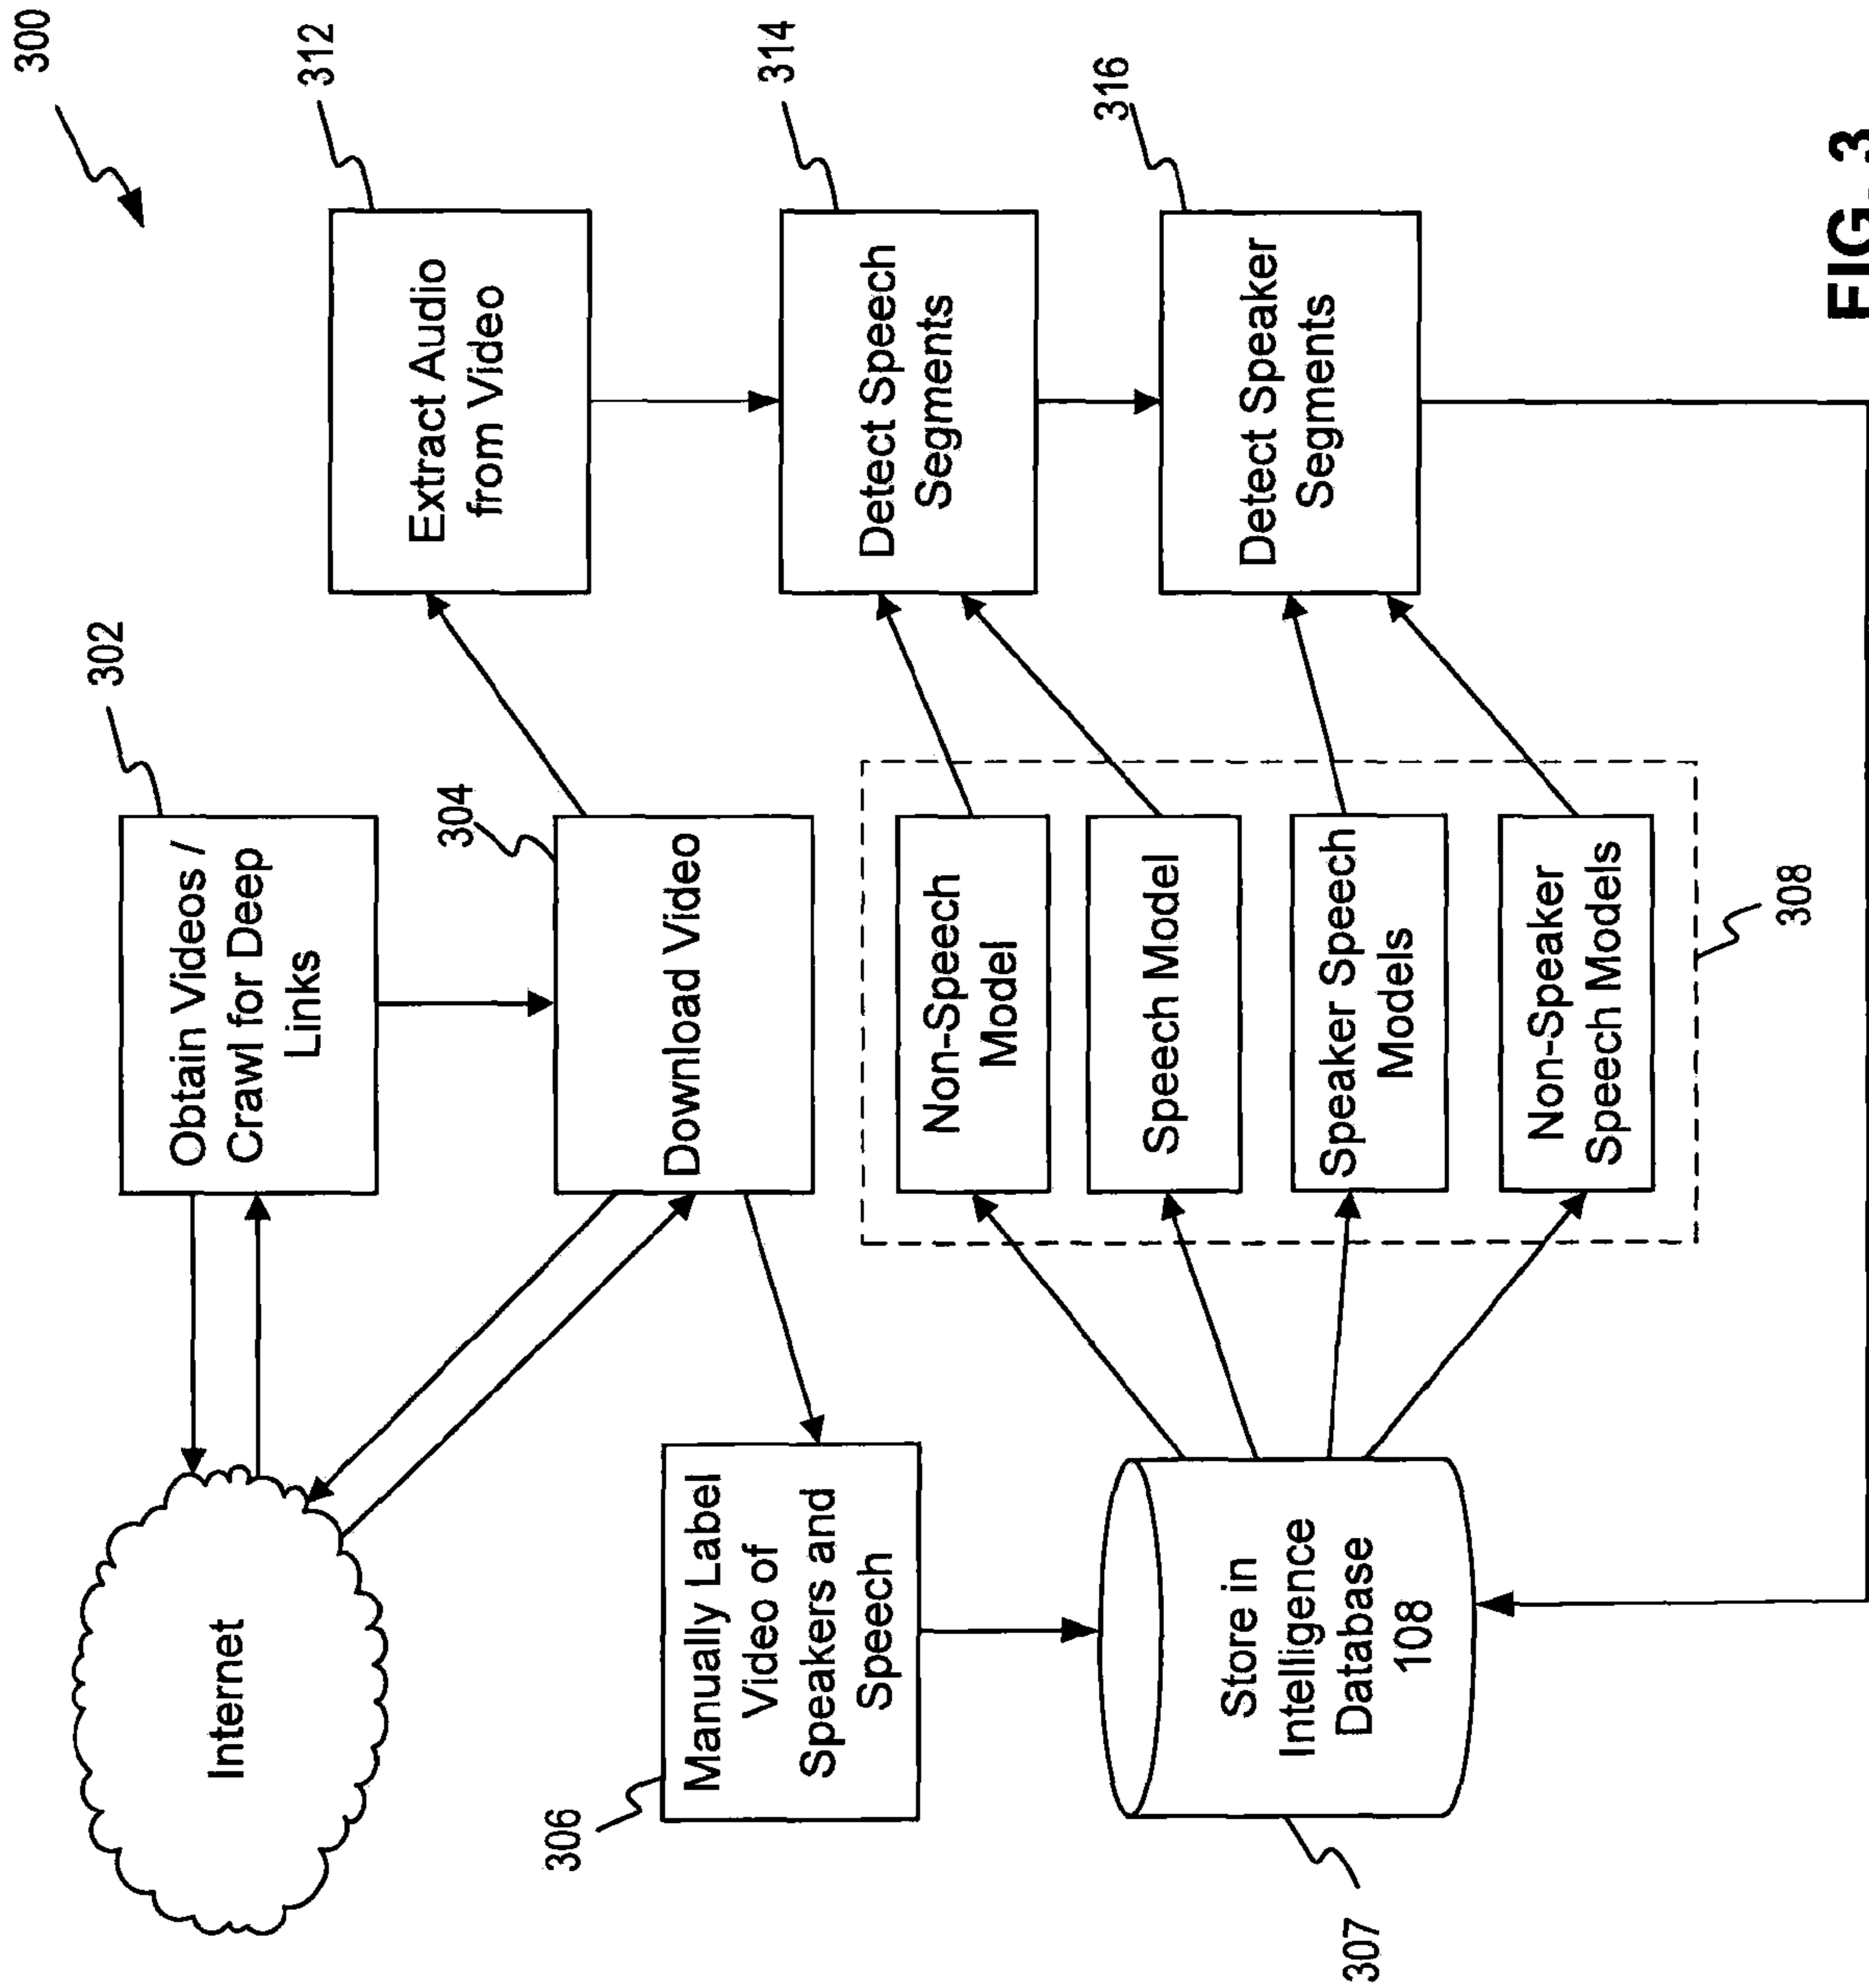 300
Internet
302
Obtain Videos /
Crawl for Deep
Links
312
Extract Audio
from Video
304
Download Video
306
Manually Label
Video of
Speakers and
Speech
314
Detect Speech
Segments
Non-Speech
Model
Speech Model
Speaker Speech
Models
Non-Speaker
Speech Models
308
316
Detect Speaker
Segments
307
Store in
Intelligence
Database
108
FIG. 3